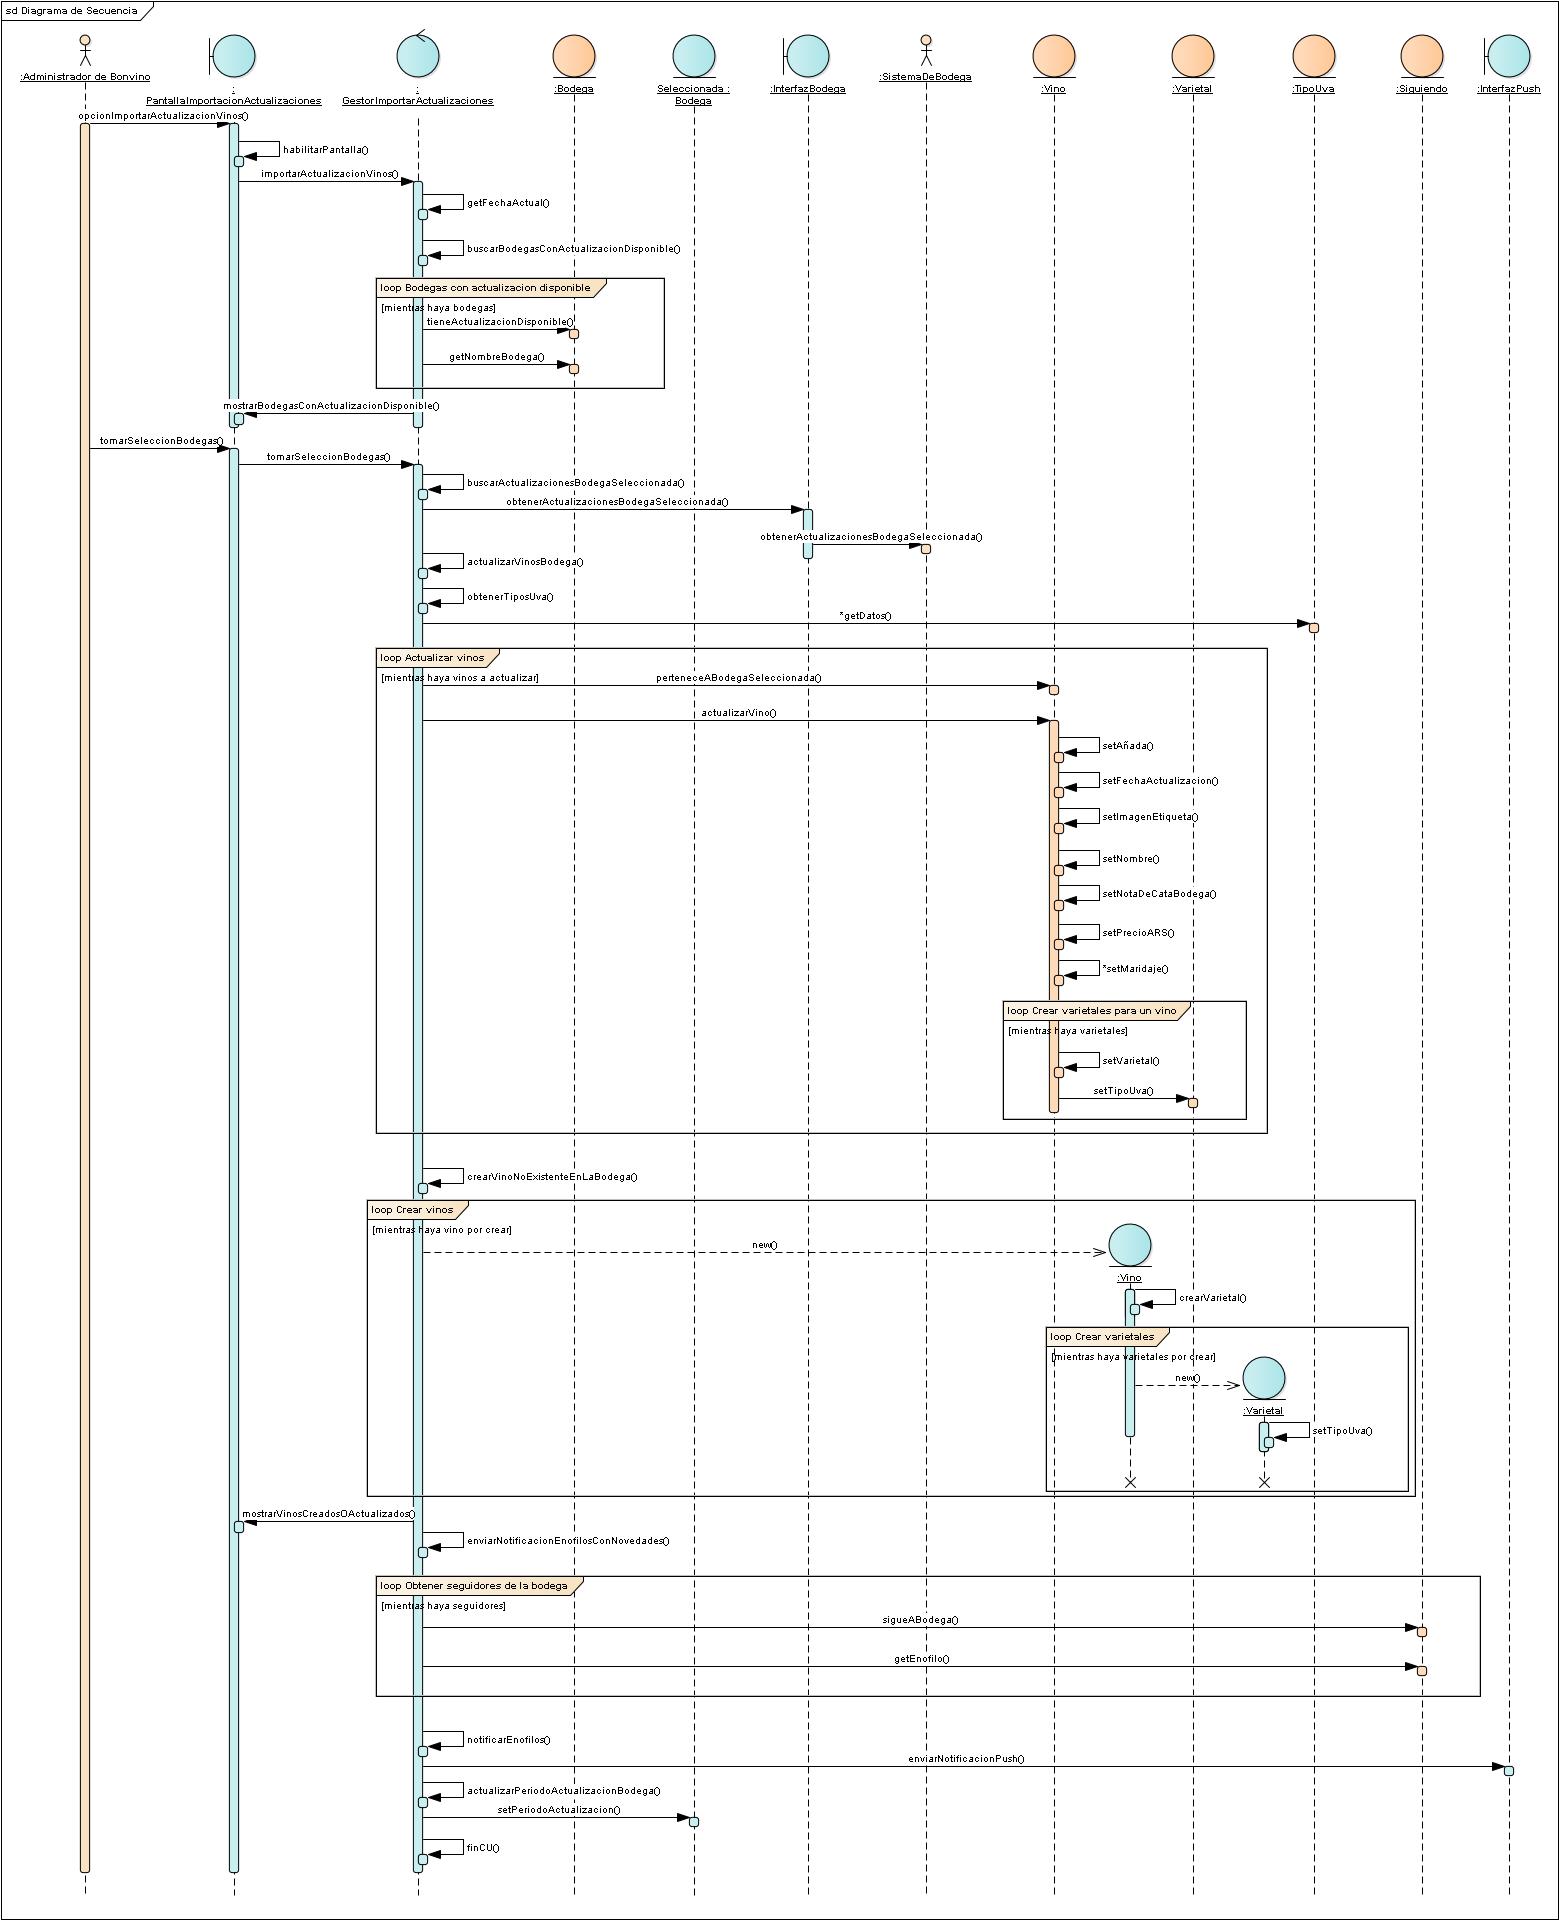 sd Diagrama de Secuencia
:Administrador de Bonvino
:
PantallaImportacionActualizaciones
:
GestorImportarActualizaciones
:Bodega
Seleccionada :
Bodega
:InterfazBodega
:SistemaDeBodega
:Vino
:Varietal
:TipoUva
:Siguiendo
:InterfazPush
opcionImportarActualizacionVinos()
habilitarPantalla()
importarActualizacionVinos()
getFechaActual()
buscarBodegasConActualizacionDisponible()
loop Bodegas con actualizacion disponible
[mientras haya bodegas]
tieneActualizacionDisponible()
getNombreBodega()
mostrarBodegasConActualizacionDisponible()
tomarSeleccionBodegas()
tomarSeleccionBodegas()
buscarActualizacionesBodegaSeleccionada()
obtenerActualizacionesBodegaSeleccionada()
obtenerActualizacionesBodegaSeleccionada()
actualizarVinosBodega()
obtenerTiposUva()
*getDatos()
loop Actualizar vinos
[mientras haya vinos a actualizar]
perteneceABodegaSeleccionada()
actualizarVino()
setAñada()
setFechaActualizacion()
setImagenEtiqueta()
setNombre()
setNotaDeCataBodega()
setPrecioARS()
*setMaridaje()
loop Crear varietales para un vino
[mientras haya varietales]
setVarietal()
setTipoUva()
crearVinoNoExistenteEnLaBodega()
loop Crear vinos
[mientras haya vino por crear]
new()
:Vino
crearVarietal()
loop Crear varietales
[mientras haya varietales por crear]
new()
:Varietal
setTipoUva()
mostrarVinosCreadosOActualizados()
enviarNotificacionEnofilosConNovedades()
loop Obtener seguidores de la bodega
[mientras haya seguidores]
sigueABodega()
getEnofilo()
notificarEnofilos()
enviarNotificacionPush()
actualizarPeriodoActualizacionBodega()
setPeriodoActualizacion()
finCU()